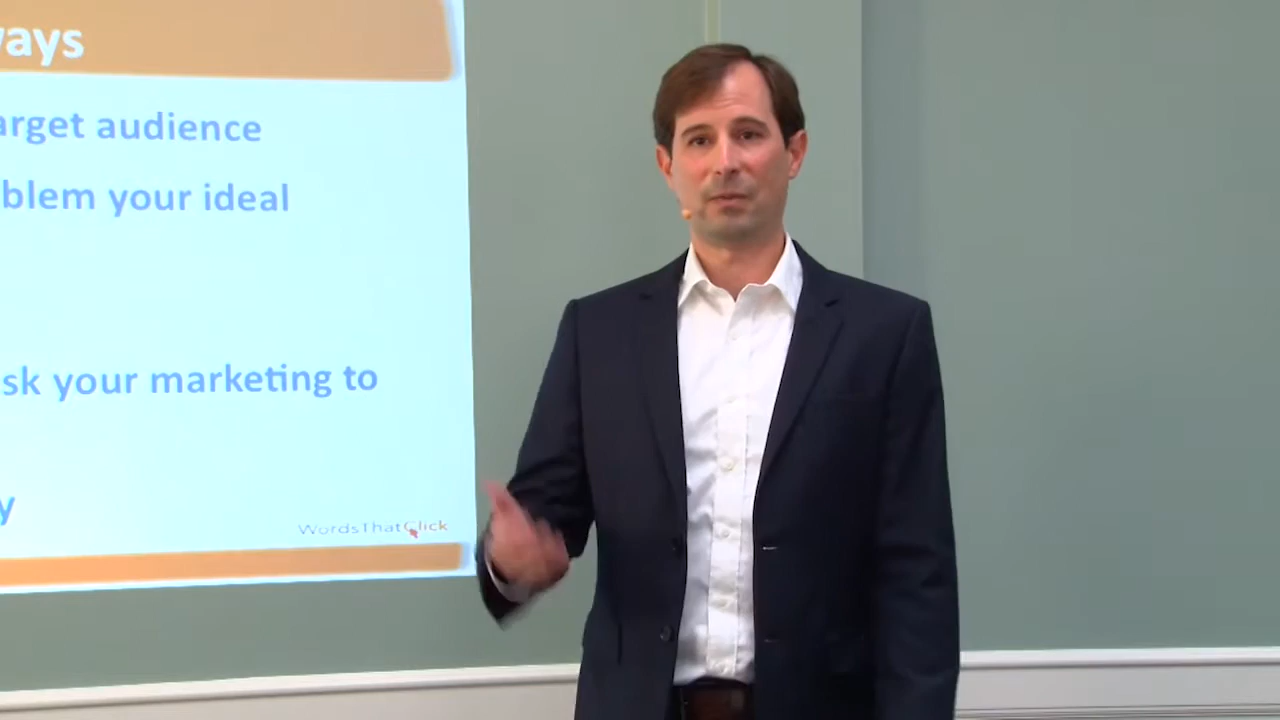 ays
arget audience
blem your ideal
sk your marketing to
y
WordsThatClick